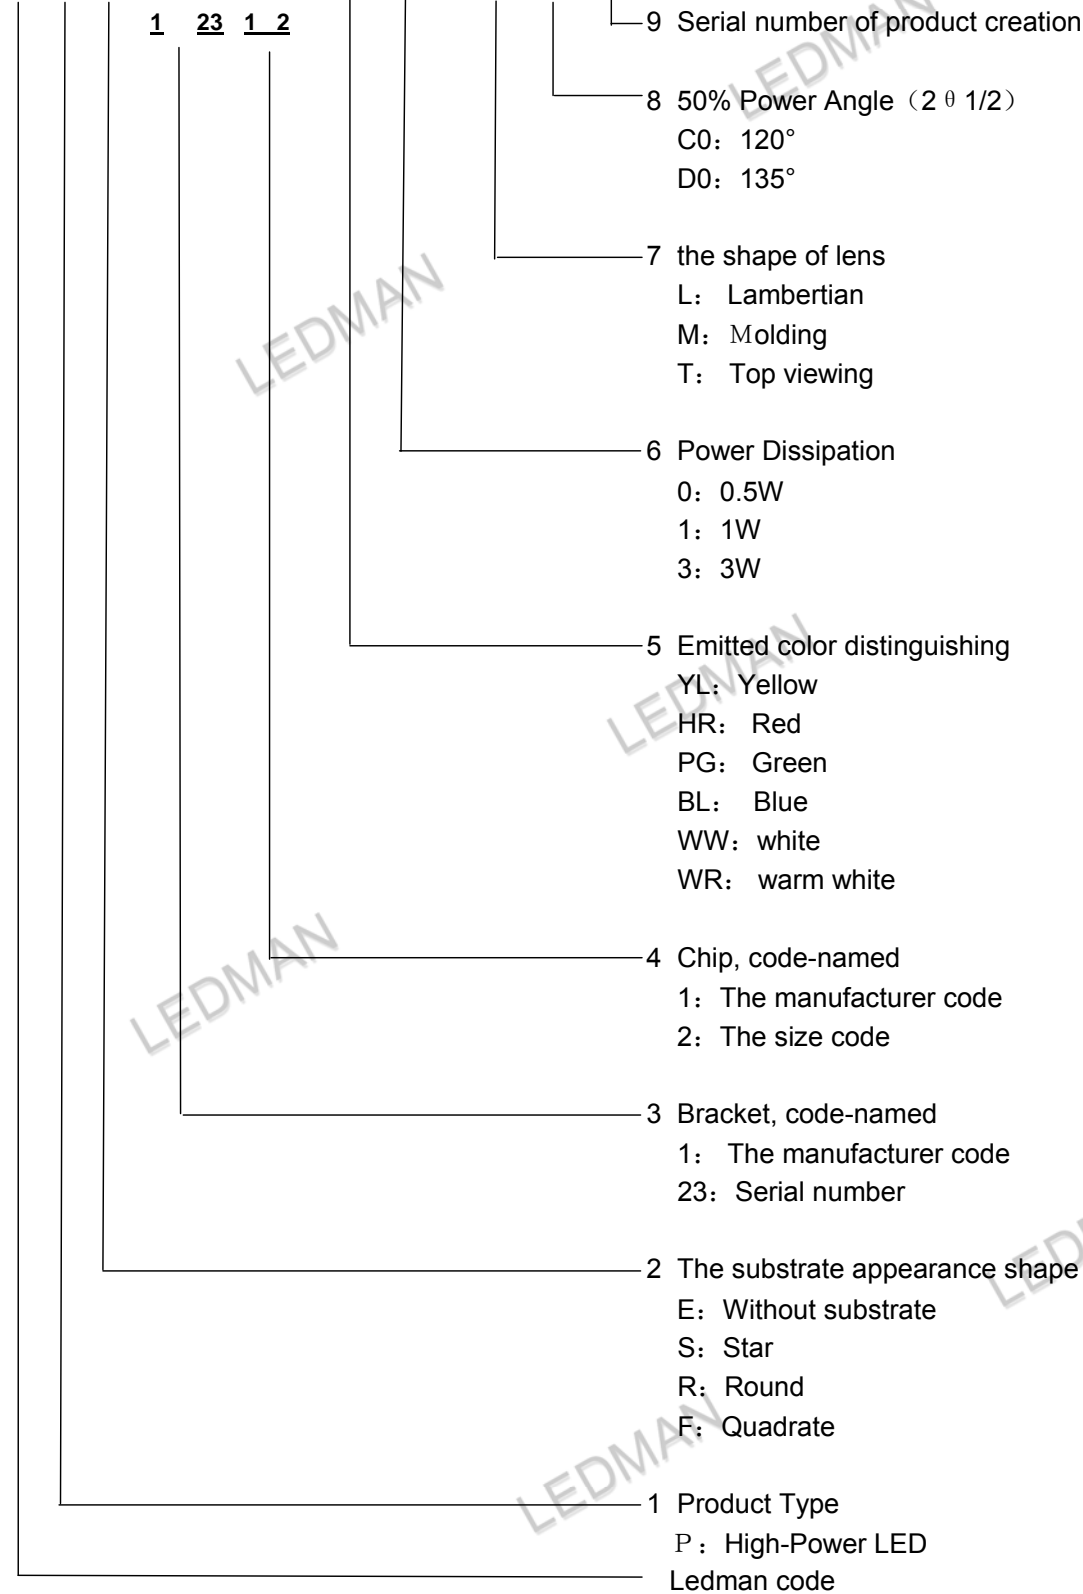 1 23 1 2
9 Serial number of product creation
8 50% Power Angle（2 θ 1/2）
C0：120°
D0：135°
7 the shape of lens
L： Lambertian
M：Molding
T： Top viewing
6 Power Dissipation
0：0.5W
1：1W
3：3W
5 Emitted color distinguishing
YL：Yellow
HR： Red
PG： Green
BL： Blue
WW：white
WR： warm white
4 Chip, code-named
1：The manufacturer code
2：The size code
3 Bracket, code-named
1： The manufacturer code
23：Serial number
2 The substrate appearance shape
E：Without substrate
S：Star
R：Round
F：Quadrate
1 Product Type
P：High-Power LED
Ledman code
LEDMAN
LEDMAN
LEDMAN
LEDMAN
LEDMAN